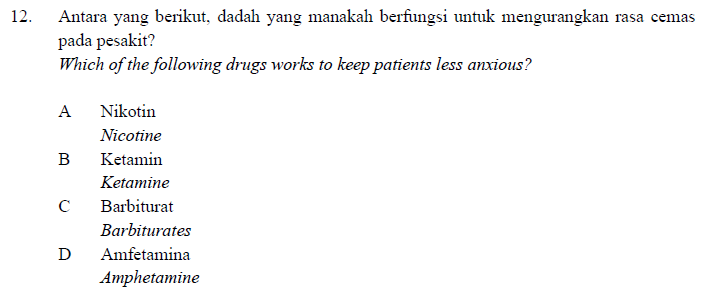 12. Antara yang berikut, dadah yang manakah berfungsi untuk mengurangkan rasa cemas
pada pesakit?
Which of the following drugs works to keep patients less anxious?
A Nikotin
Nicotine
B Ketamin
Ketamine
C Barbiturat
Barbiturates
D Amfetamina
Amphetamine